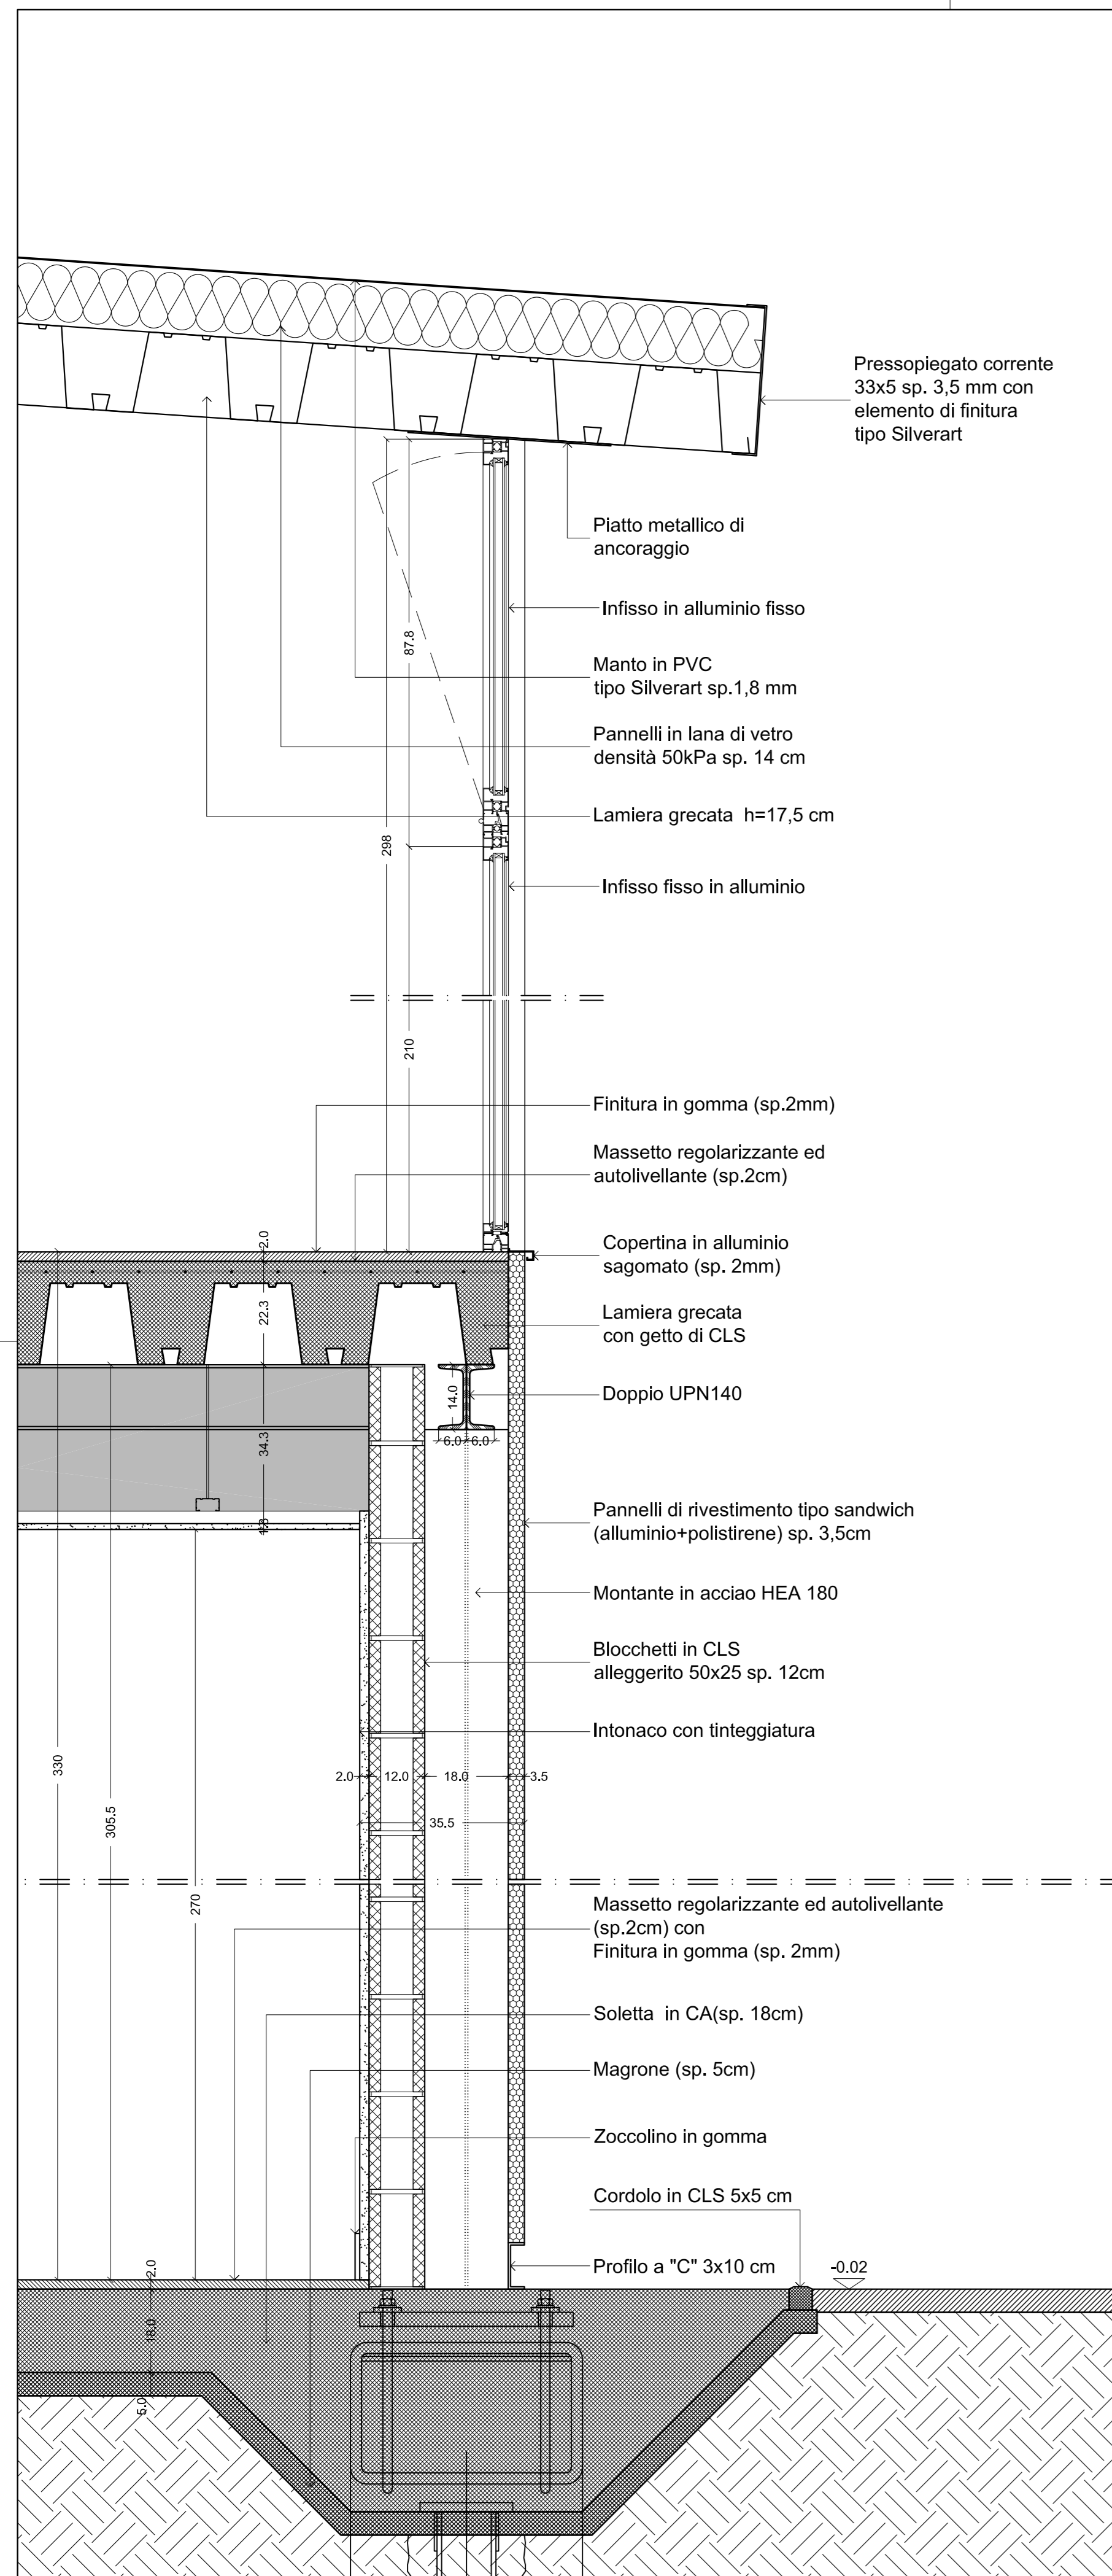 Pressopiegato corrente
33x5 sp. 3,5 mm con
elemento di finitura
tipo Silverart
Piatto metallico di
ancoraggio
Infisso in alluminio fisso
87.8
Manto in PVC
tipo Silverart sp.1,8 mm
Pannelli in lana di vetro
densità 50kPa sp. 14 cm
Lamiera grecata h=17,5 cm
298
Infisso fisso in alluminio
210
Finitura in gomma (sp.2mm)
Massetto regolarizzante ed
autolivellante (sp.2cm)
2.0
Copertina in alluminio
sagomato (sp. 2mm)
22.3
Lamiera grecata
con getto di CLS
14.0
Doppio UPN140
34.3
6.0 6.0
Pannelli di rivestimento tipo sandwich
(alluminio+polistirene) sp. 3,5cm
Montante in acciao HEA 180
Blocchetti in CLS
alleggerito 50x25 sp. 12cm
Intonaco con tinteggiatura
330
2.0 12.0 18.0 3.5
305.5
35.5
270
Massetto regolarizzante ed autolivellante
(sp.2cm) con
Finitura in gomma (sp. 2mm)
Soletta in CA(sp. 18cm)
Magrone (sp. 5cm)
Zoccolino in gomma
Cordolo in CLS 5x5 cm
Profilo a "C" 3x10 cm
-0.02
2.0
18.0
5.0